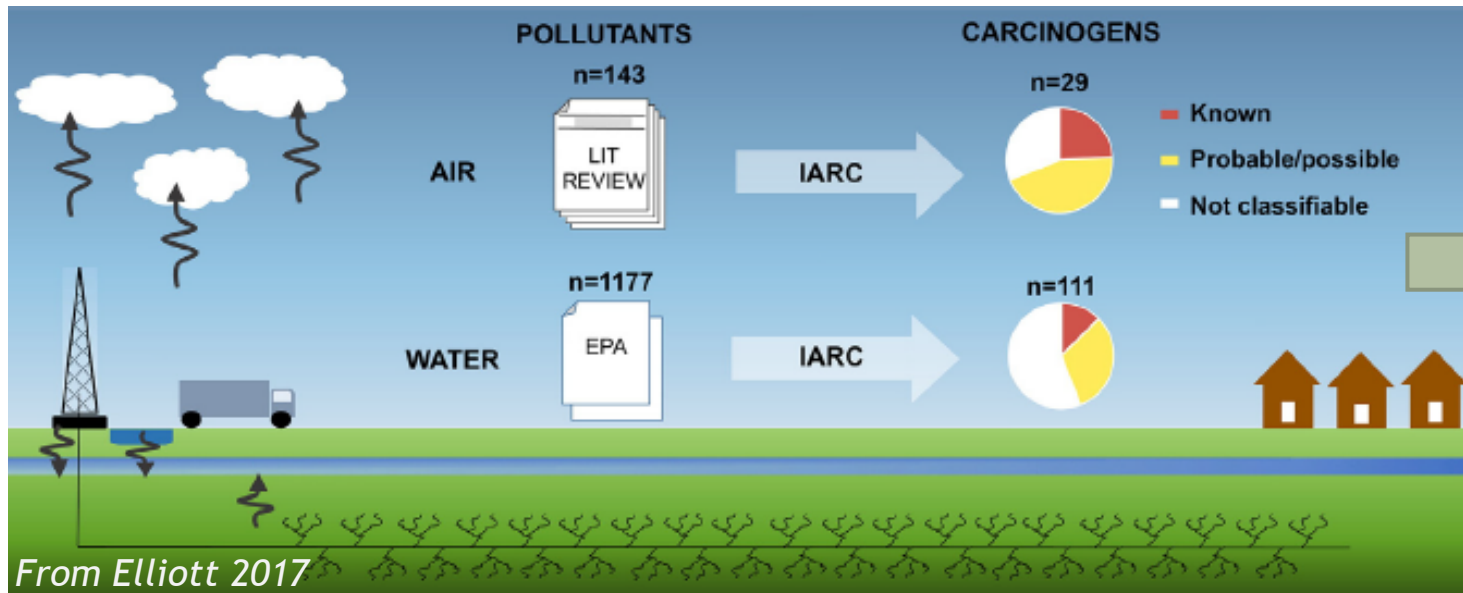 POLLUTANTS
CARCINOGENS
n=143
n=29
Known
Probable/possible
Not classifiable
AIR
LIT
REVIEW
IARC
n=1177
n=111
WATER
EPA
IARC
From Elliott 2017